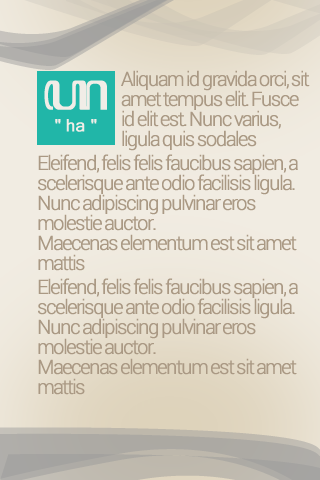 " ha "
Aliquam id gravida orci, sit
amet tempus elit. Fusce
id elit est. Nunc varius,
ligula quis sodales
Eleifend, felis felis faucibus sapien, a
scelerisque ante odio facilisis ligula.
Nunc adipiscing pulvinar eros
molestie auctor.
Maecenas elementum est sit amet
mattis
Eleifend, felis felis faucibus sapien, a
scelerisque ante odio facilisis ligula.
Nunc adipiscing pulvinar eros
molestie auctor.
Maecenas elementum est sit amet
mattis